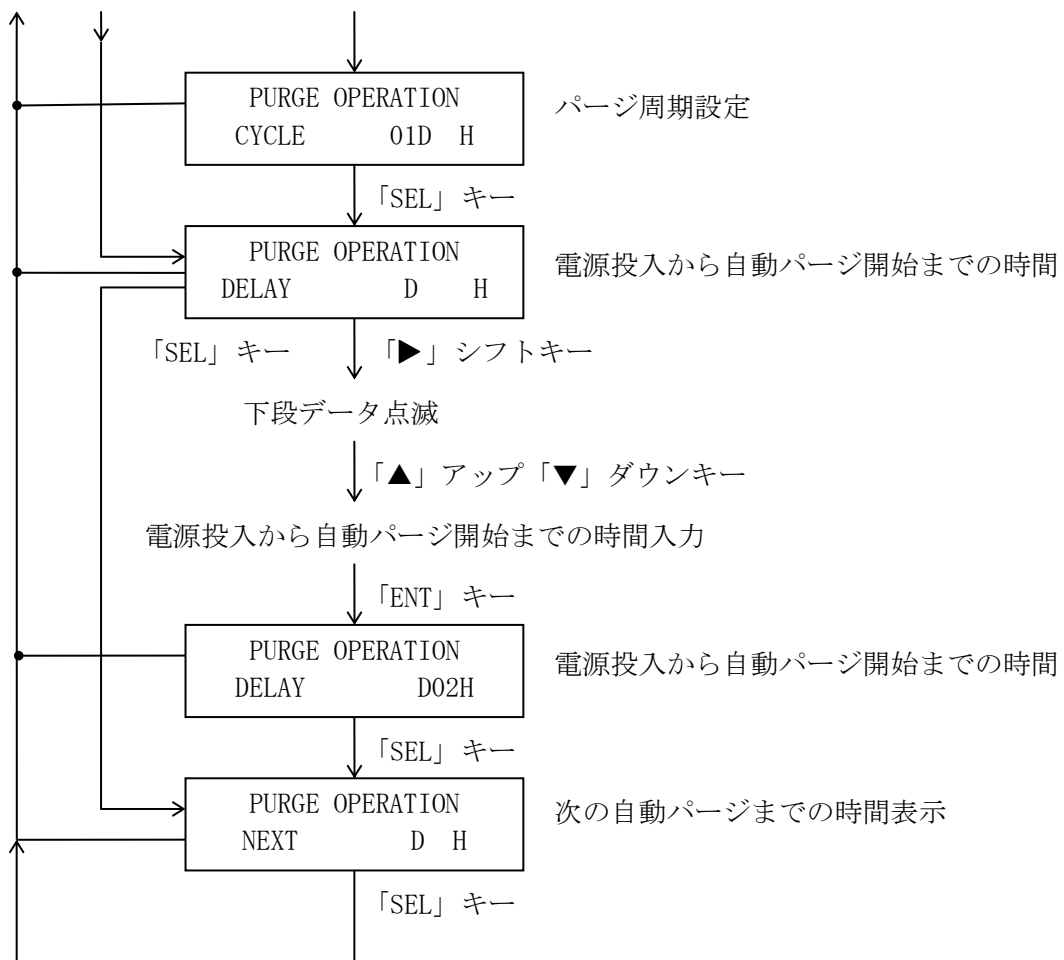 PURGE OPERATION
CYCLE 01D H
パージ周期設定
「SEL」キー
PURGE OPERATION
DELAY D H
電源投入から自動パージ開始までの時間
「SEL」キー 「▶」シフトキー
下段データ点滅
「▲」アップ「▼」ダウンキー
電源投入から自動パージ開始までの時間入力
「ENT」キー
PURGE OPERATION
DELAY D02H
電源投入から自動パージ開始までの時間
「SEL」キー
PURGE OPERATION
NEXT D H
次の自動パージまでの時間表示
「SEL」キー